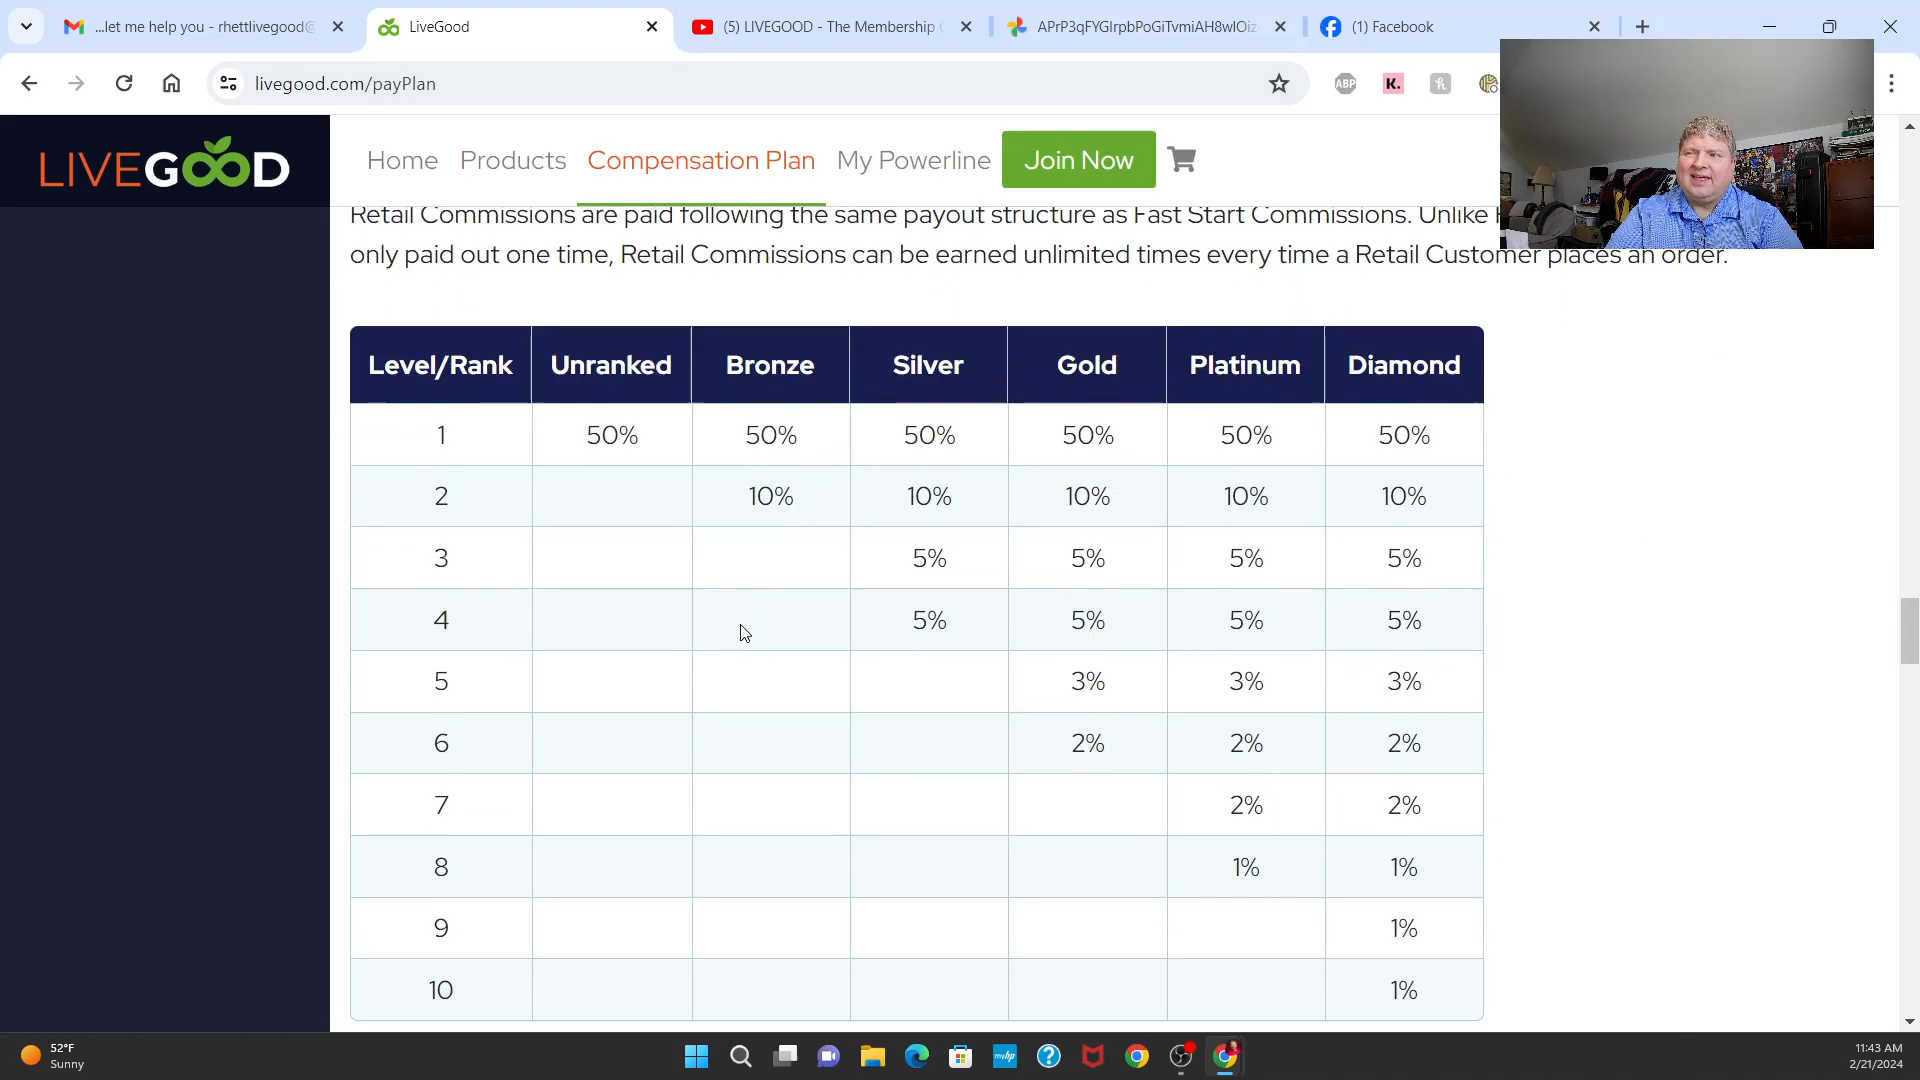 ...let me help you - rhettlivegood@
LiveGood
(5) LIVEGOOD - The Membership
APrP3qFYGIrpbPoGiTvmiAH8wlOiz
(1) Facebook
livegood.com/payPlan
ABP
K.
h
LIVEGOOD
Home
Products
Compensation Plan
My Powerline
Join Now
Retail Commissions are paid following the same payout structure as Fast Start Commissions. Unlike
only paid out one time, Retail Commissions can be earned unlimited times every time a Retail Customer places an order.
Level/Rank Unranked Bronze Silver Gold Platinum Diamond
1 50% 50% 50% 50% 50% 50%
2 10% 10% 10% 10% 10%
3 5% 5% 5% 5%
4 5% 5% 5% 5%
5 3% 3% 3%
6 2% 2% 2%
7 2% 2%
8 1% 1%
9 1%
10 1%
52°F
Sunny
myhp
11:43 AM
2/21/2024